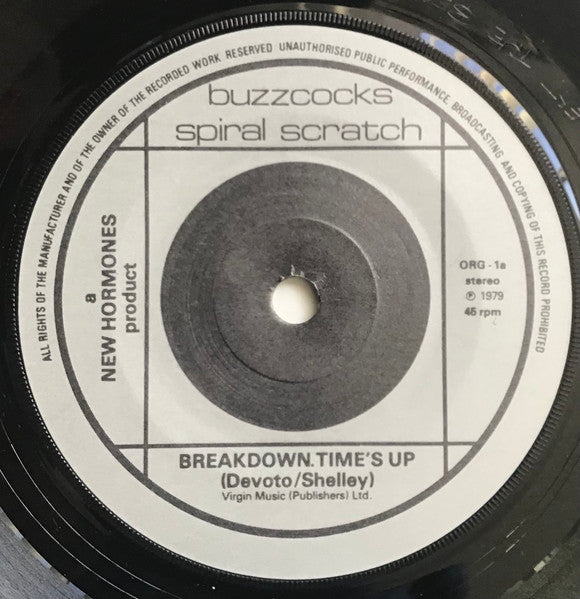 ALL RIGHTS OF THE MANUFACTURER AND OF THE OWNER OF THE RECORDED WORK RESERVED UNAUTHORISED PUBLIC PERFORMANCE, BROADCASTING AND COPYING OF THIS RECORD PROHIBITED
buzzcocks
spiral scratch
a
NEW HORMONES
product
ORG - 1a
stereo
℗ 1979
45 rpm
BREAKDOWN.TIME'S UP
(Devoto/Shelley)
Virgin Music (Publishers) Ltd.